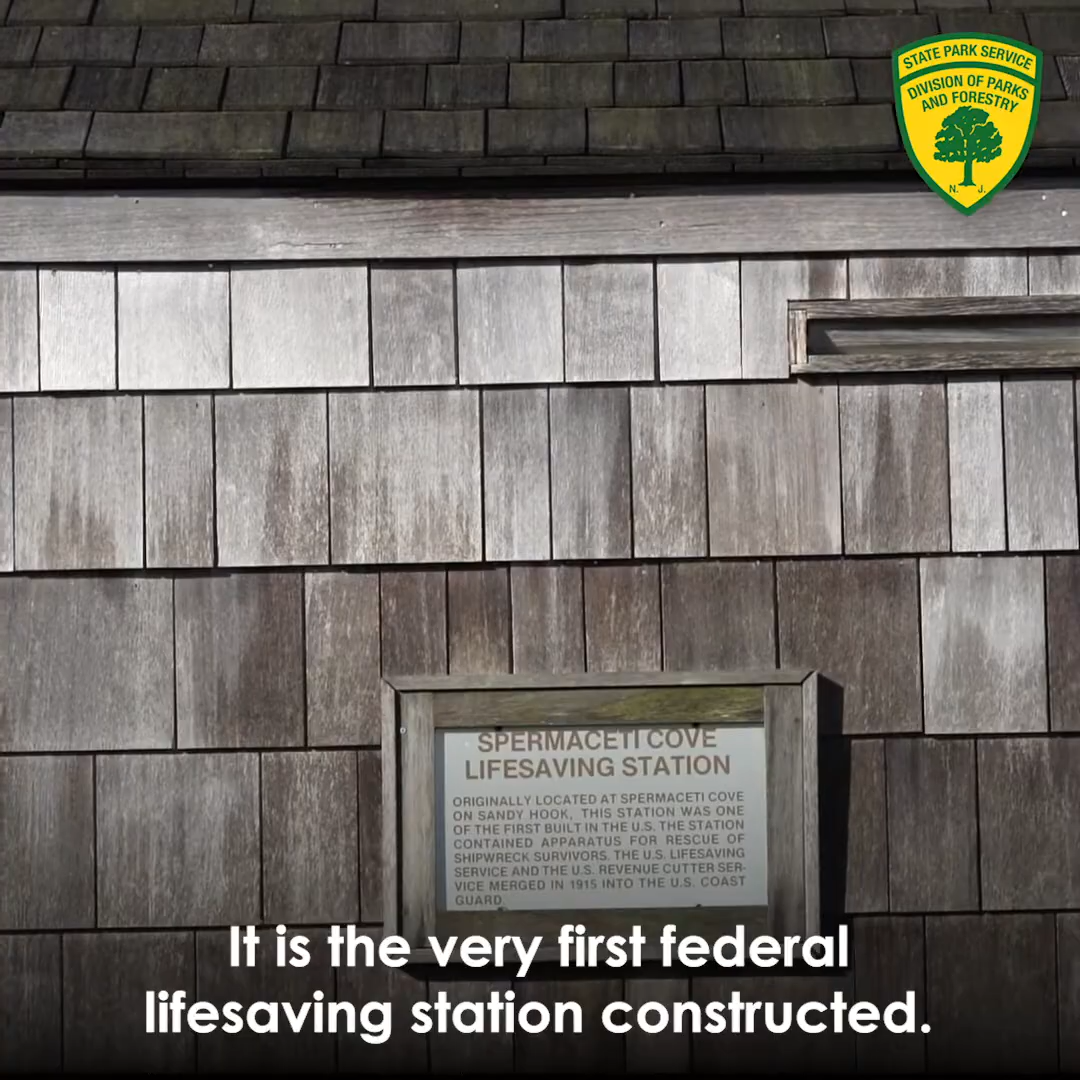 STATE PARK SERVICE
DIVISION OF PARKS
AND FORESTRY
N. J.
SPERMACETI COVE
LIFESAVING STATION
ORIGINALLY LOCATED AT SPERMACETI COVE
ON SANDY HOOK, THIS STATION WAS ONE
OF THE FIRST BUILT IN THE U.S. THE STATION
CONTAINED APPARATUS FOR RESCUE OF
SHIPWRECK SURVIVORS. THE U.S. LIFESAVING
SERVICE AND THE U.S. REVENUE CUTTER SER-
VICE MERGED IN 1915 INTO THE U.S. COAST
GUARD.
It is the very first federal
lifesaving station constructed.